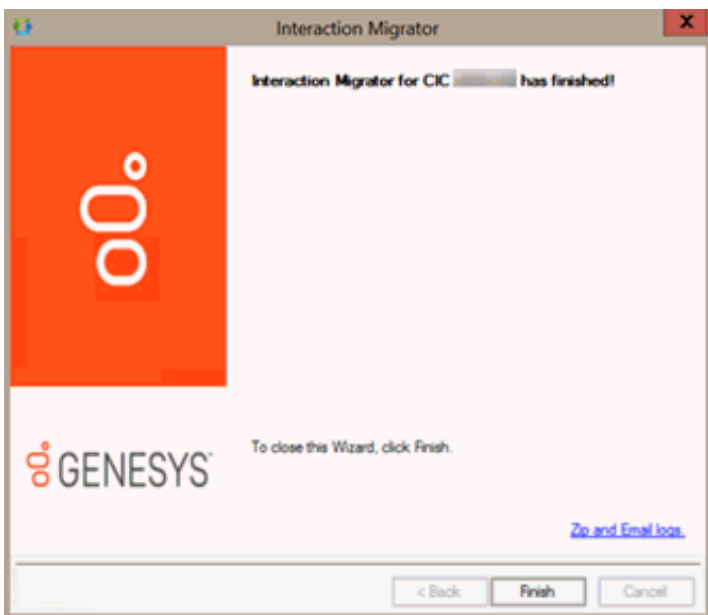 Interaction Migrator
X
Interaction Migrator for CIC has finished!
To close this Wizard, click Finish.
GENESYS
Zip and Email logs.
< Back
Finish
Cancel